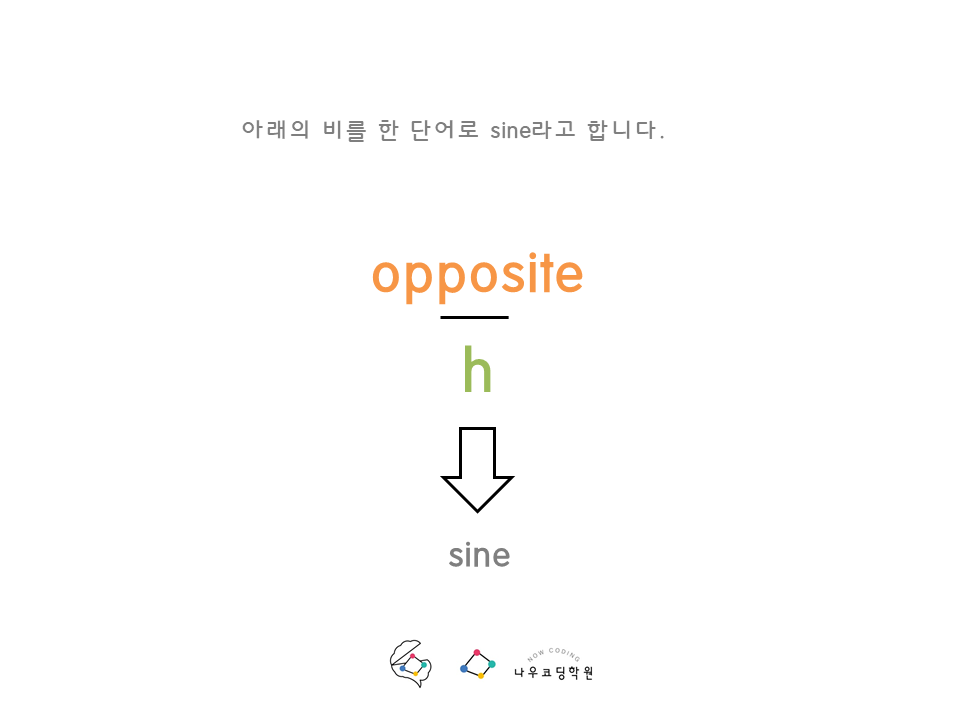 아래의 비를 한 단어로 sine라고 합니다.
opposite
h
sine
NOW CODING
나우코딩학원